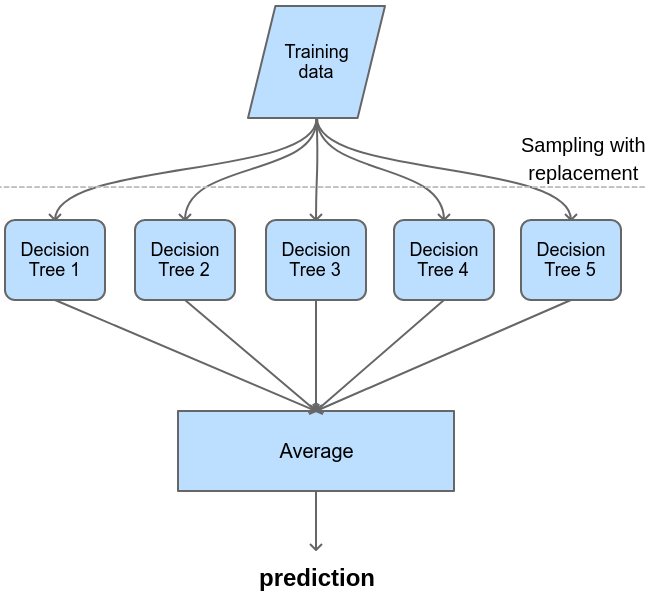 Training
data
Sampling with
replacement
Decision
Tree 1
Decision
Tree 2
Decision
Tree 3
Decision
Tree 4
Decision
Tree 5
Average
prediction